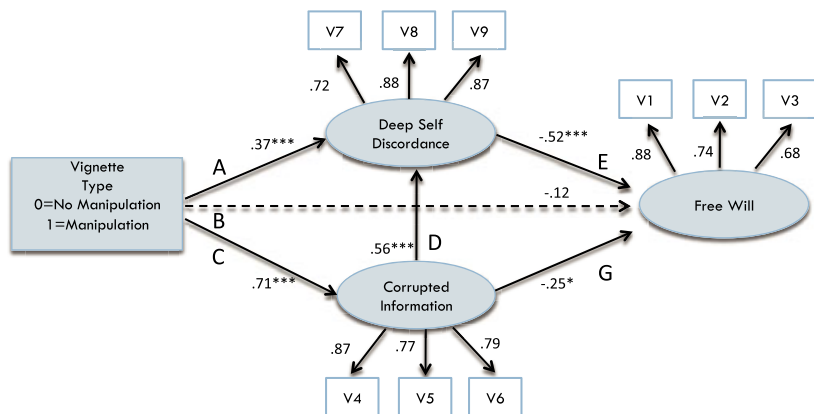 V7
V8
V9
.72
.88
.87
Deep Self
Discordance
V1
V2
V3
.88
.74
.68
Vignette
Type
0=No Manipulation
1=Manipulation
A
.37***
-.52***
E
-.12
B
Free Will
C
.71***
.56***
D
-.25*
G
Corrupted
Information
.87
.77
.79
V4
V5
V6